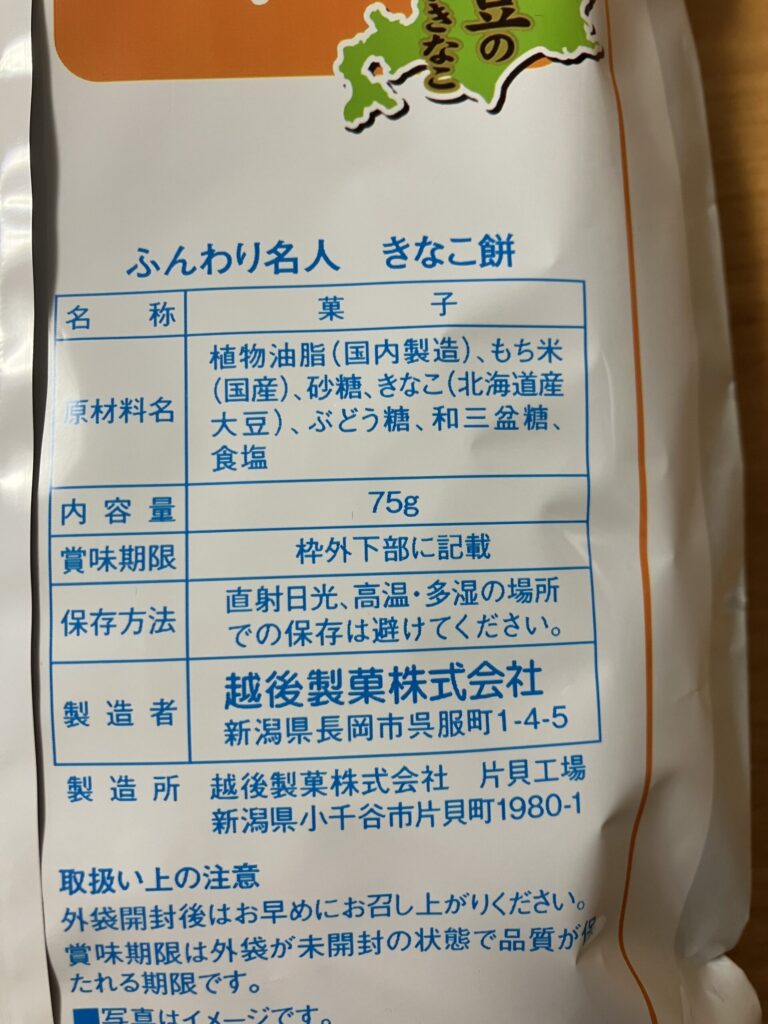 豆の
きなこ
ふんわり名人 きなこ餅
名称 菓子
原材料名 植物油脂(国内製造)、もち米
(国産)、砂糖、きなこ(北海道産
大豆)、ぶどう糖、和三盆糖、
食塩
内容量 75g
賞味期限 枠外下部に記載
保存方法 直射日光、高温・多湿の場所
での保存は避けてください。
製造者 越後製菓株式会社
新潟県長岡市呉服町1-4-5
製造所 越後製菓株式会社 片貝工場
新潟県小千谷市片貝町1980-1
取扱い上の注意
外袋開封後はお早めにお召し上がりください。
賞味期限は外袋が未開封の状態で品質が保
たれる期限です。
■写真はイメージです。